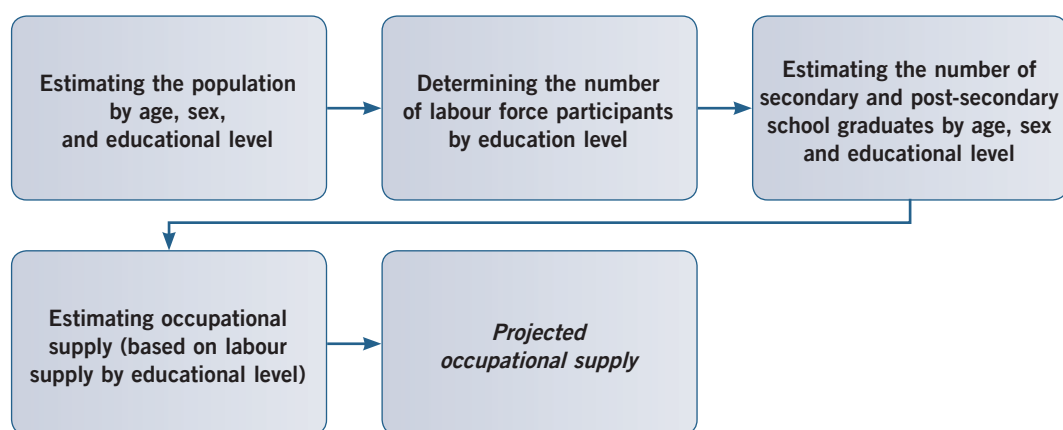 Estimating the population
by age, sex,
and educational level
Determining the number
of labour force participants
by education level
Estimating the number of
secondary and post-secondary
school graduates by age, sex
and educational level
Estimating occupational
supply (based on labour
supply by educational level)
Projected
occupational supply